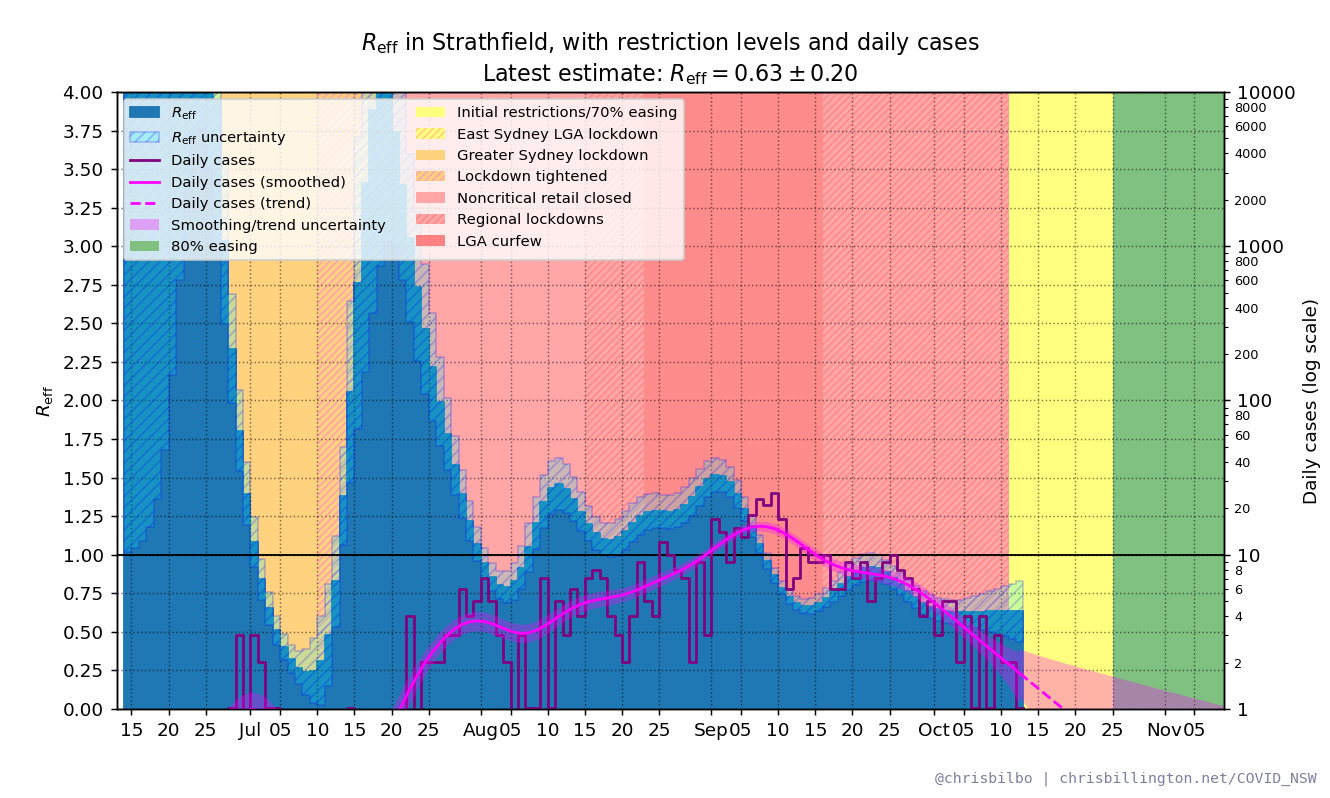 R_eff in Strathfield, with restriction levels and daily cases
Latest estimate: R_eff = 0.63 ± 0.20
R_eff
R_eff uncertainty
Daily cases
Daily cases (smoothed)
Daily cases (trend)
Smoothing/trend uncertainty
80% easing
Initial restrictions/70% easing
East Sydney LGA lockdown
Greater Sydney lockdown
Lockdown tightened
Noncritical retail closed
Regional lockdowns
LGA curfew
R_eff
4.00
3.75
3.50
3.25
3.00
2.75
2.50
2.25
2.00
1.75
1.50
1.25
1.00
0.75
0.50
0.25
0.00
10000
8000
6000
4000
2000
1000
800
600
400
200
100
80
60
40
20
10
8
6
4
2
1
Daily cases (log scale)
15 20 25 Jul 05 10 15 20 25 Aug 05 10 15 20 25 Sep 05 10 15 20 25 Oct 05 10 15 20 25 Nov 05
@chrisbilbo | chrisbillington.net/COVID_NSW